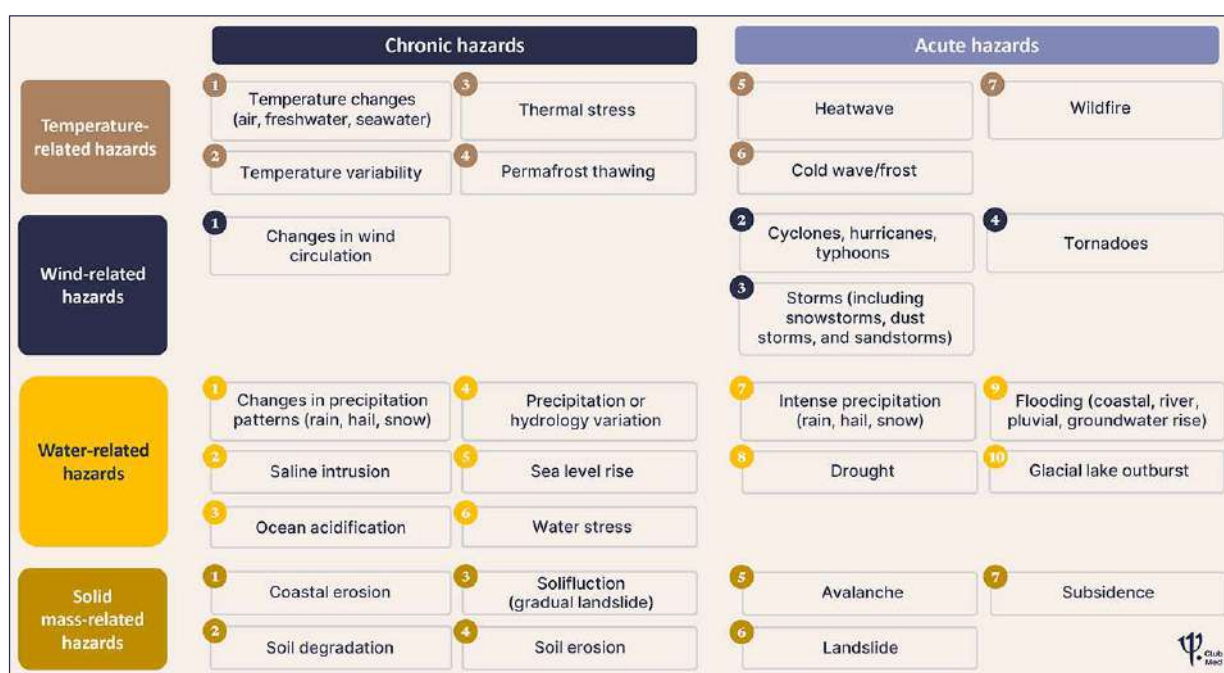 Chronic hazards
Acute hazards
Temperature-
related hazards
1
Temperature changes
(air, freshwater, seawater)
3
Thermal stress
5
Heatwave
7
Wildfire
2
Temperature variability
4
Permafrost thawing
6
Cold wave/frost
Wind-related
hazards
1
Changes in wind
circulation
2
Cyclones, hurricanes,
typhoons
4
Tornadoes
3
Storms (including
snowstorms, dust
storms, and sandstorms)
Water-related
hazards
1
Changes in precipitation
patterns (rain, hail, snow)
4
Precipitation or
hydrology variation
7
Intense precipitation
(rain, hail, snow)
9
Flooding (coastal, river,
pluvial, groundwater rise)
2
Saline intrusion
5
Sea level rise
8
Drought
10
Glacial lake outburst
3
Ocean acidification
6
Water stress
Solid
mass-related
hazards
1
Coastal erosion
3
Solifluction
(gradual landslide)
5
Avalanche
7
Subsidence
2
Soil degradation
4
Soil erosion
6
Landslide
Club
Med